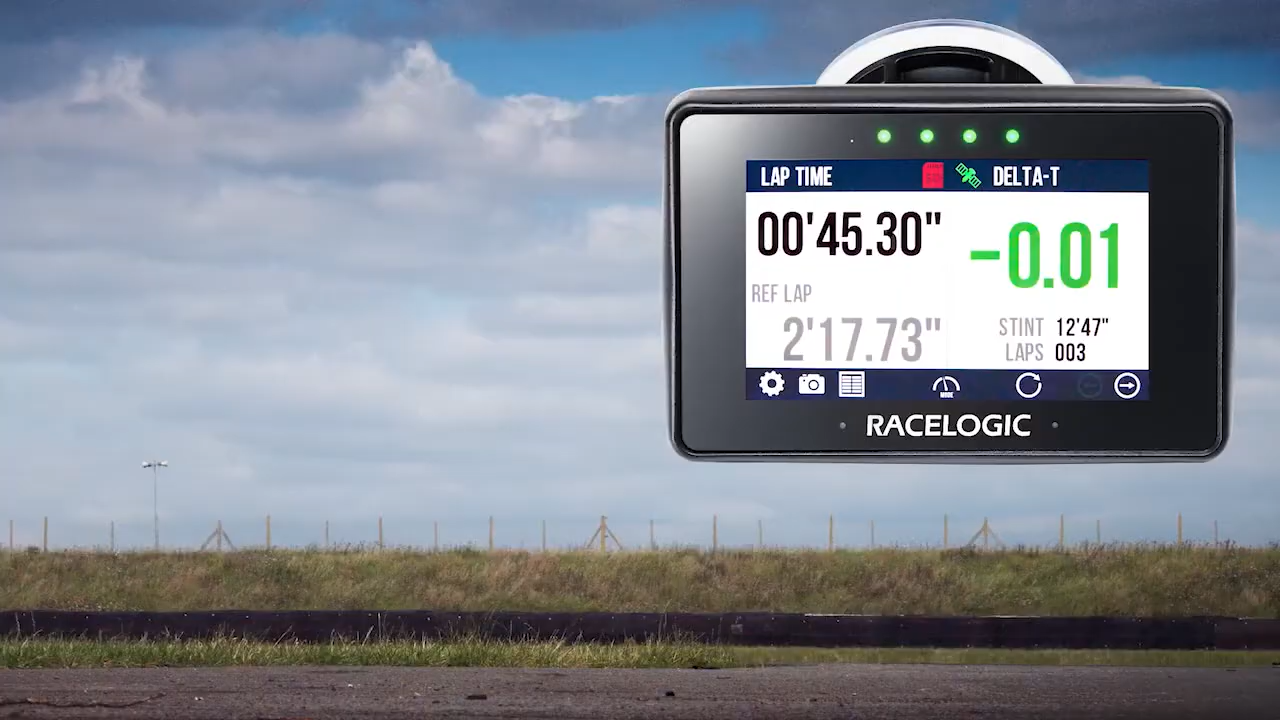 LAP TIME DELTA-T
00'45.30" -0.01
REF LAP
2'17.73"
STINT 12'47"
LAPS 003
MODE
RACELOGIC